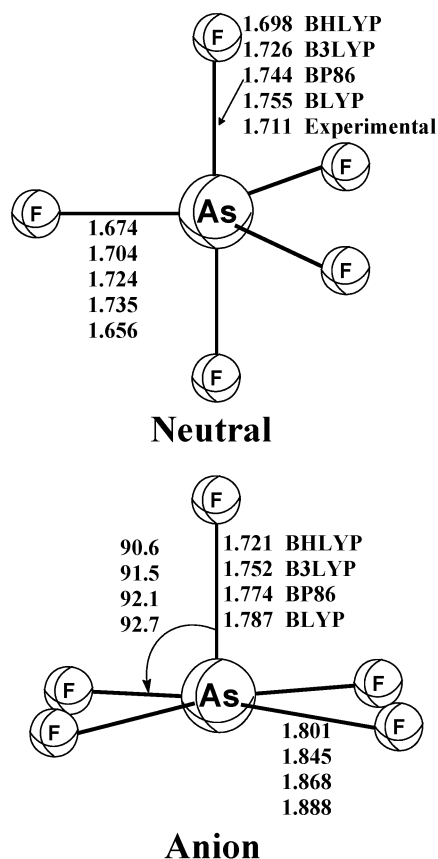 F
1.698 BHLYP
1.726 B3LYP
1.744 BP86
1.755 BLYP
1.711 Experimental
F
F
As
1.674
1.704
1.724
1.735
1.656
F
F
Neutral
F
90.6
91.5
92.1
92.7
1.721 BHLYP
1.752 B3LYP
1.774 BP86
1.787 BLYP
F
As
F
F
F
1.801
1.845
1.868
1.888
Anion